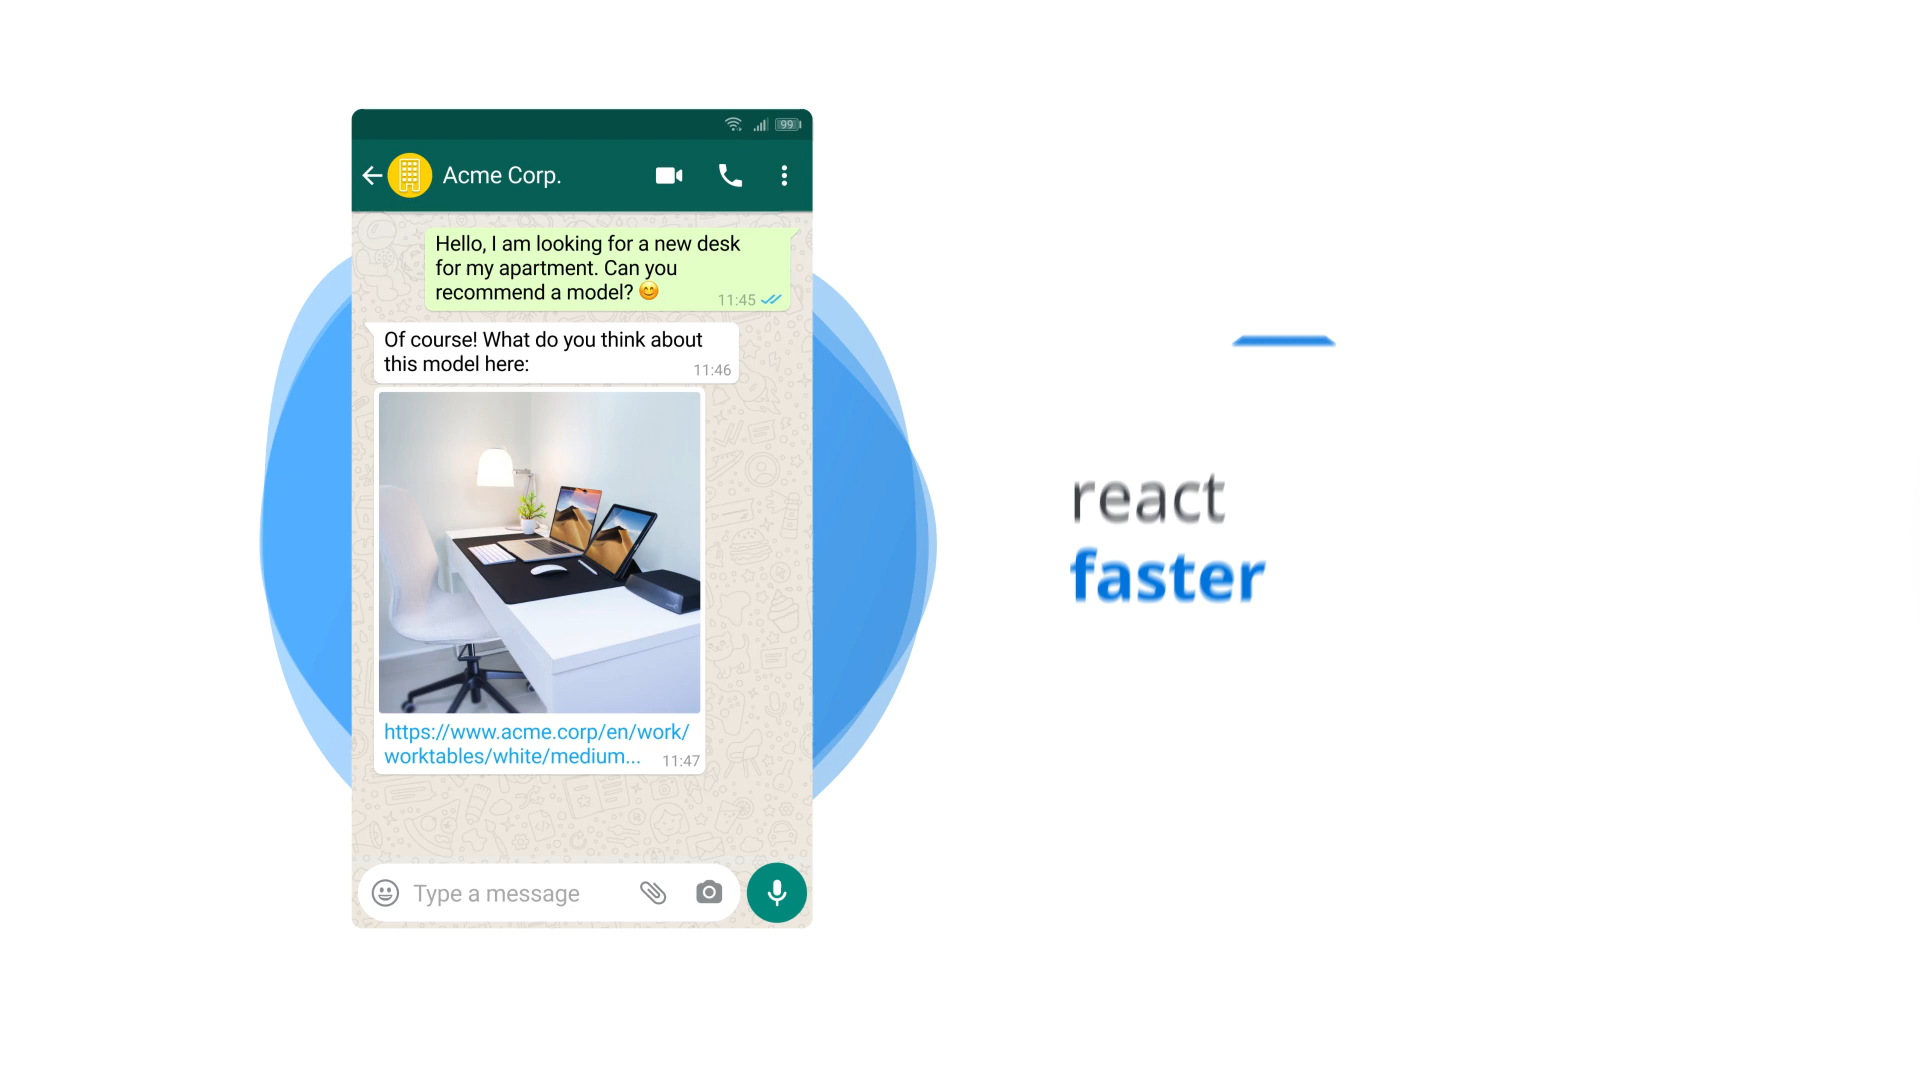 99
Acme Corp.
Hello, I am looking for a new desk
for my apartment. Can you
recommend a model? 😊
11:45
Of course! What do you think about
this model here:
11:46
https://www.acme.corp/en/work/
worktables/white/medium...
11:47
Type a message
react
faster